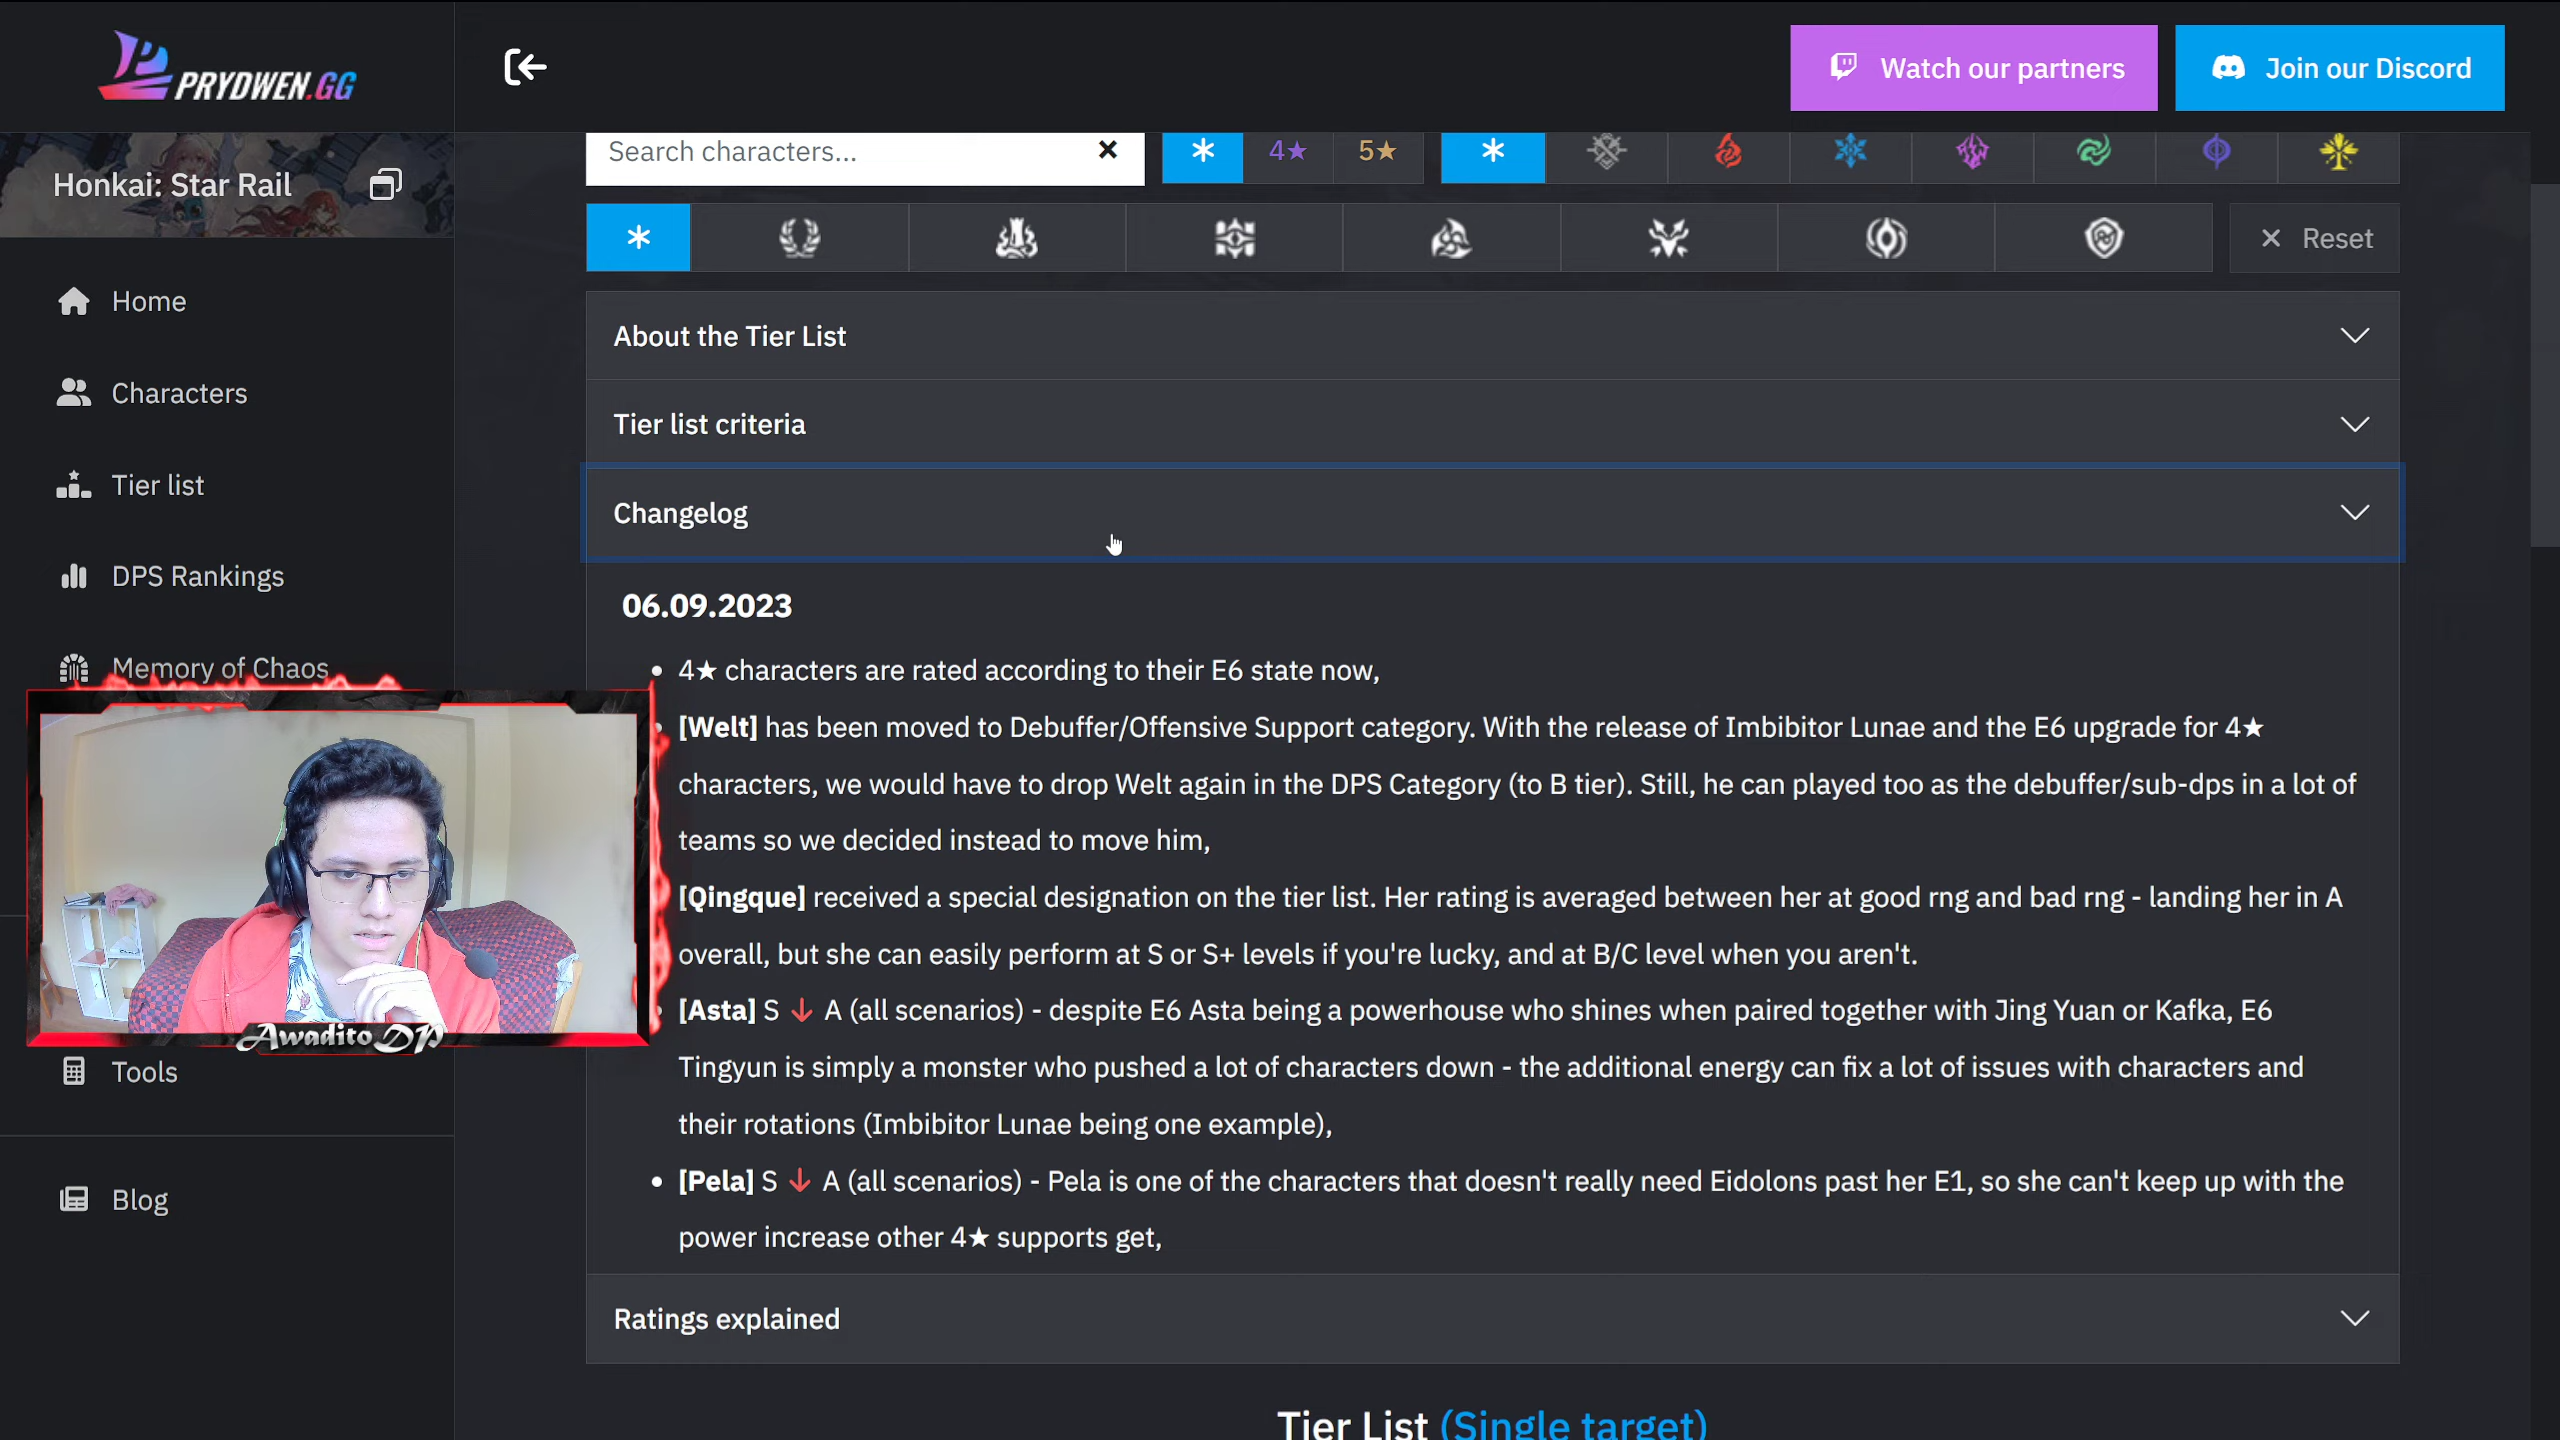 PRYDWEN.GG
Watch our partners
Join our Discord
Honkai: Star Rail
Home
Characters
Tier list
DPS Rankings
Memory of Chaos
Tools
Blog
Search characters...
4★
5★
Reset
About the Tier List
Tier list criteria
Changelog
06.09.2023
4★ characters are rated according to their E6 state now,
[Welt] has been moved to Debuffer/Offensive Support category. With the release of Imbibitor Lunae and the E6 upgrade for 4★
characters, we would have to drop Welt again in the DPS Category (to B tier). Still, he can played too as the debuffer/sub-dps in a lot of
teams so we decided instead to move him,
[Qingque] received a special designation on the tier list. Her rating is averaged between her at good rng and bad rng - landing her in A
overall, but she can easily perform at S or S+ levels if you're lucky, and at B/C level when you aren't.
[Asta] S ↓ A (all scenarios) - despite E6 Asta being a powerhouse who shines when paired together with Jing Yuan or Kafka, E6
Tingyun is simply a monster who pushed a lot of characters down - the additional energy can fix a lot of issues with characters and
their rotations (Imbibitor Lunae being one example),
[Pela] S ↓ A (all scenarios) - Pela is one of the characters that doesn't really need Eidolons past her E1, so she can't keep up with the
power increase other 4★ supports get,
Ratings explained
Tier List (Single target)
Awadito DP